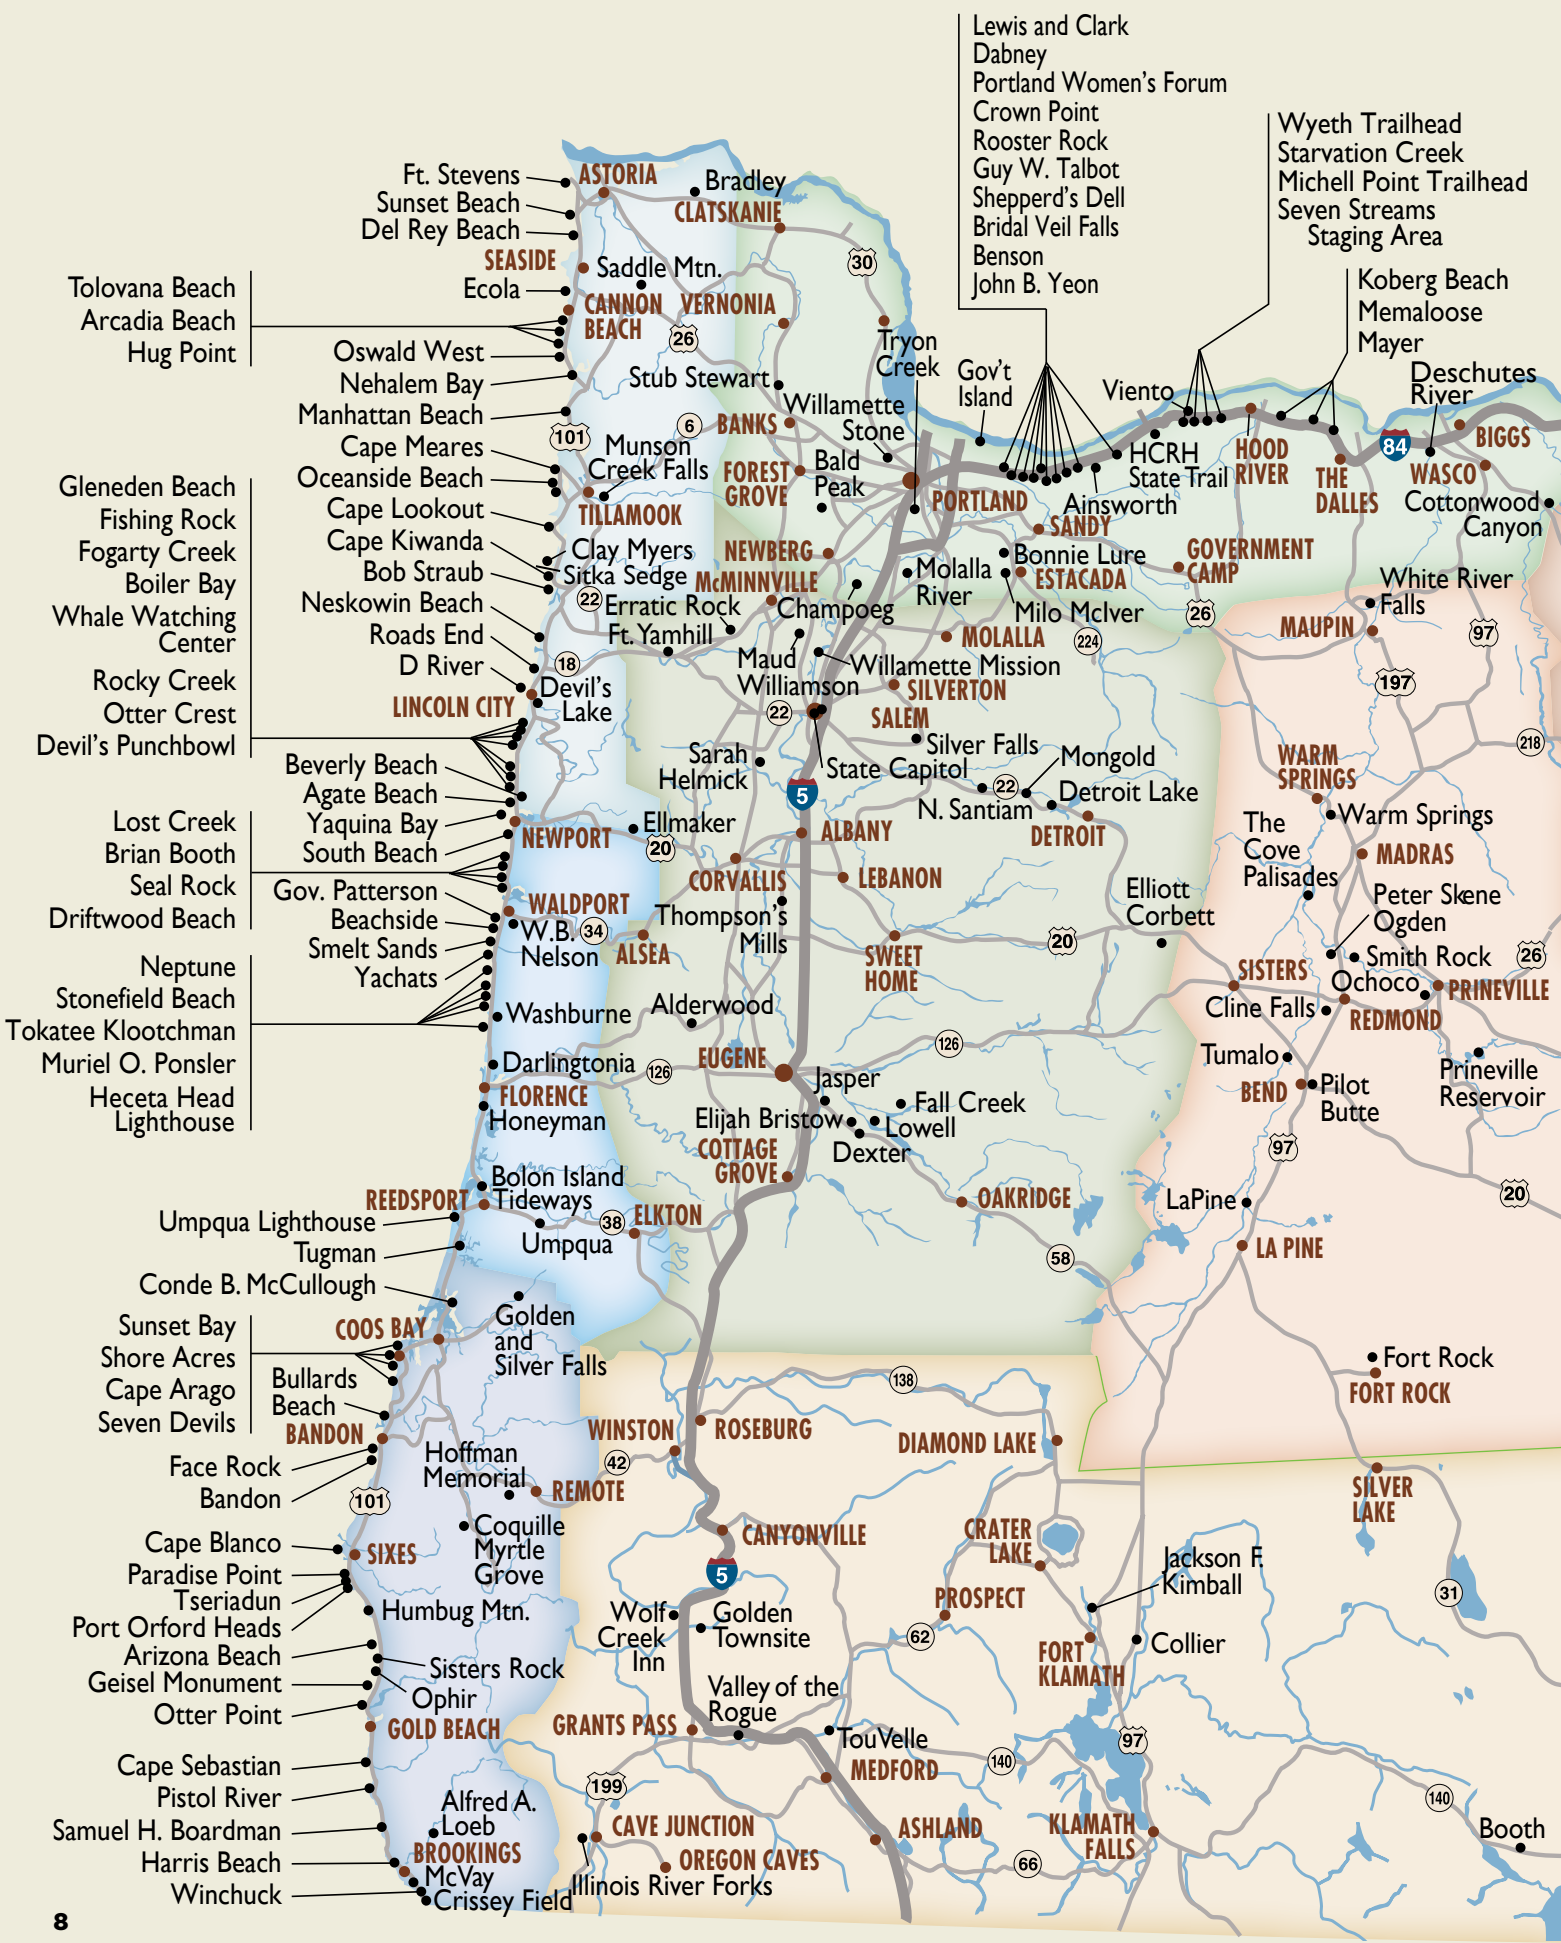 Lewis and Clark
Dabney
Portland Women's Forum
Crown Point
Rooster Rock
Guy W. Talbot
Shepperd's Dell
Bridal Veil Falls
Benson
John B. Yeon
Wyeth Trailhead
Starvation Creek
Michell Point Trailhead
Seven Streams
Staging Area
Koberg Beach
Memaloose
Mayer
Deschutes
River
Ft. Stevens
Sunset Beach
Del Rey Beach
ASTORIA
Bradley
CLATSKANIE
SEASIDE
Saddle Mtn.
Ecola
CANNON
BEACH
VERNONIA
30
26
Tolovana Beach
Arcadia Beach
Hug Point
Oswald West
Nehalem Bay
Manhattan Beach
Cape Meares
Oceanside Beach
Cape Lookout
Cape Kiwanda
Bob Straub
Neskowin Beach
Roads End
D River
LINCOLN CITY
Stub Stewart
Tryon
Creek
Gov't
Island
Viento
Willamette
Stone
BANKS
6
101
Munson
Creek Falls
TILLAMOOK
FOREST
GROVE
Bald
Peak
PORTLAND
HCRH
State Trail
Ainsworth
HOOD
RIVER
THE
DALLES
84
BIGGS
WASCO
Cottonwood
Canyon
SANDY
Clay Myers
Sitka Sedge
22
NEWBERG
McMINNVILLE
Champoeg
Molalla
River
Bonnie Lure
ESTACADA
Milo McIver
GOVERNMENT
CAMP
26
White River
Falls
MAUPIN
97
197
Erratic Rock
Ft. Yamhill
18
Devil's
Lake
Maud
Williamson
Willamette Mission
MOLALLA
224
SILVERTON
22
SALEM
Silver Falls
State Capitol
Gleneden Beach
Fishing Rock
Fogarty Creek
Boiler Bay
Whale Watching
Center
Rocky Creek
Otter Crest
Devil's Punchbowl
Beverly Beach
Agate Beach
Yaquina Bay
South Beach
Sarah
Helmick
5
N. Santiam
22
Mongold
Detroit Lake
DETROIT
218
WARM
SPRINGS
Warm Springs
The
Cove
Palisades
MADRAS
Peter Skene
Ogden
Smith Rock
26
Ochoco
PRINEVILLE
SISTERS
Cline Falls
REDMOND
NEWPORT
Ellmaker
20
ALBANY
CORVALLIS
LEBANON
Lost Creek
Brian Booth
Seal Rock
Driftwood Beach
Gov. Patterson
Beachside
Smelt Sands
Yachats
WALDPORT
W.B.
Nelson
34
ALSEA
Thompson's
Mills
SWEET
HOME
20
Elliott
Corbett
Neptune
Stonefield Beach
Tokatee Klootchman
Muriel O. Ponsler
Heceta Head
Lighthouse
Washburne
Alderwood
Darlingtonia
126
EUGENE
126
FLORENCE
Honeyman
Jasper
Elijah Bristow
Fall Creek
Lowell
Dexter
COTTAGE
GROVE
Tumalo
BEND
Pilot
Butte
Prineville
Reservoir
97
20
LaPine
LA PINE
OAKRIDGE
58
Bolon Island
Tideways
REEDSPORT
Umpqua Lighthouse
Tugman
Conde B. McCullough
38
ELKTON
Umpqua
Golden
and
Silver Falls
COOS BAY
Sunset Bay
Shore Acres
Cape Arago
Seven Devils
Bullards
Beach
BANDON
Face Rock
Bandon
101
Hoffman
Memorial
REMOTE
42
WINSTON
ROSEBURG
138
DIAMOND LAKE
Fort Rock
FORT ROCK
SILVER
LAKE
31
Coquille
Myrtle
Grove
CANYONVILLE
5
CRATER
LAKE
PROSPECT
Jackson F.
Kimball
Cape Blanco
Paradise Point
Tseriadun
Port Orford Heads
Arizona Beach
Geisel Monument
Otter Point
SIXES
Humbug Mtn.
Sisters Rock
Ophir
GOLD BEACH
Wolf
Creek
Inn
Golden
Townsite
62
FORT
KLAMATH
Collier
Valley of the
Rogue
GRANTS PASS
TouVelle
MEDFORD
140
97
Cape Sebastian
Pistol River
Samuel H. Boardman
Harris Beach
Winchuck
Alfred A.
Loeb
BROOKINGS
McVay
Crissey Field
199
CAVE JUNCTION
OREGON CAVES
Illinois River Forks
ASHLAND
66
KLAMATH
FALLS
140
Booth
8